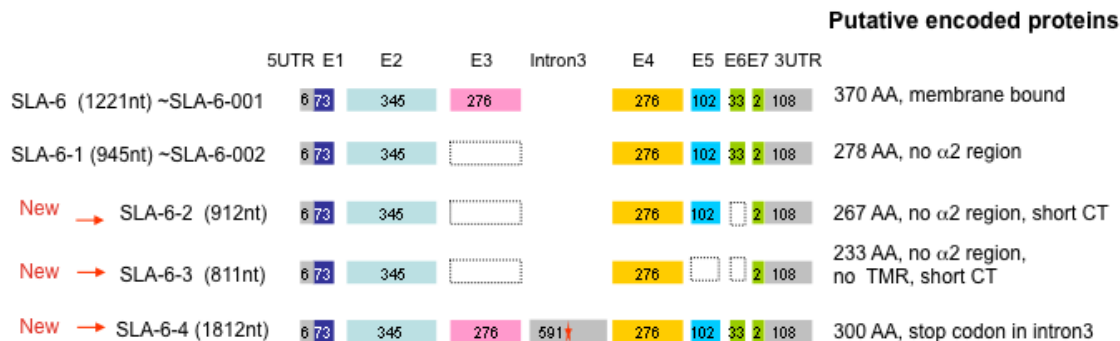 Putative encoded proteins
5UTR E1 E2 E3 Intron3 E4 E5 E6E7 3UTR
SLA-6 (1221nt) ~SLA-6-001 6 73 345 276 276 102 33 2 108 370 AA, membrane bound
SLA-6-1 (945nt) ~SLA-6-002 6 73 345 276 102 33 2 108 278 AA, no α2 region
New SLA-6-2 (912nt) 6 73 345 276 102 2 108 267 AA, no α2 region, short CT
New SLA-6-3 (811nt) 6 73 345 276 2 108 233 AA, no α2 region,
no TMR, short CT
New SLA-6-4 (1812nt) 6 73 345 276 591 276 102 33 2 108 300 AA, stop codon in intron3